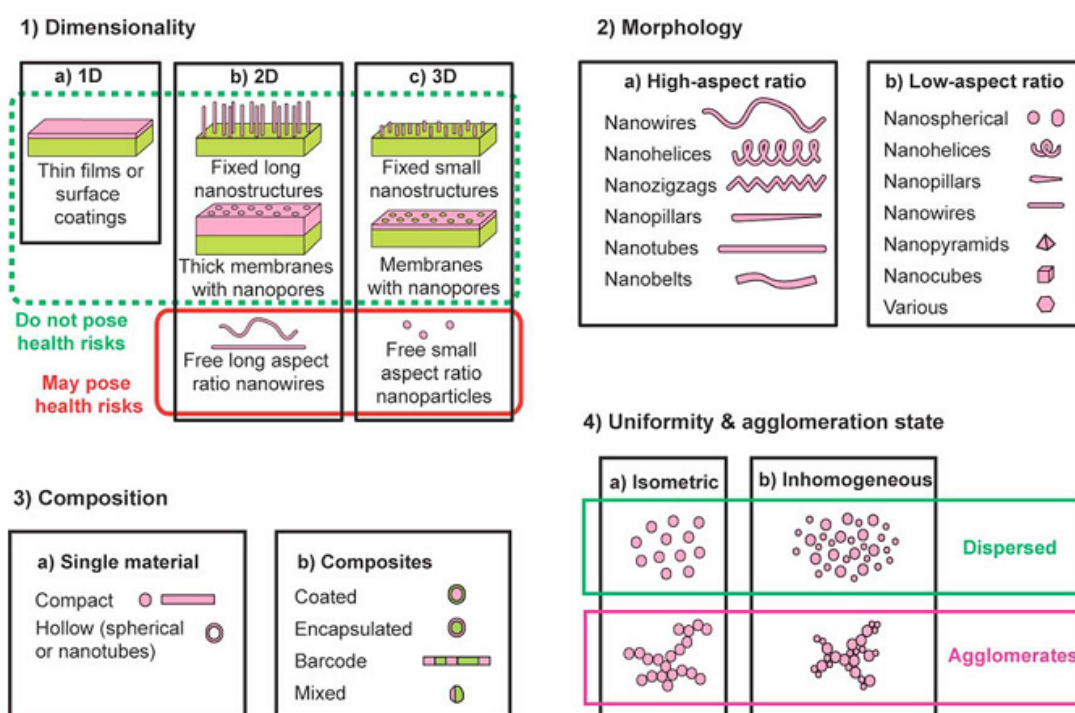 1) Dimensionality
a) 1D
Thin films or
surface
coatings
b) 2D
Fixed long
nanostructures
Thick membranes
with nanopores
Free long aspect
ratio nanowires
c) 3D
Fixed small
nanostructures
Membranes
with nanopores
Free small
aspect ratio
nanoparticles
Do not pose
health risks
May pose
health risks
2) Morphology
a) High-aspect ratio
Nanowires
Nanohelices
Nanozigzags
Nanopillars
Nanotubes
Nanobelts
b) Low-aspect ratio
Nanospherical
Nanohelices
Nanopillars
Nanowires
Nanopyramids
Nanocubes
Various
3) Composition
a) Single material
Compact
Hollow (spherical
or nanotubes)
b) Composites
Coated
Encapsulated
Barcode
Mixed
4) Uniformity & agglomeration state
a) Isometric
b) Inhomogeneous
Dispersed
Agglomerates